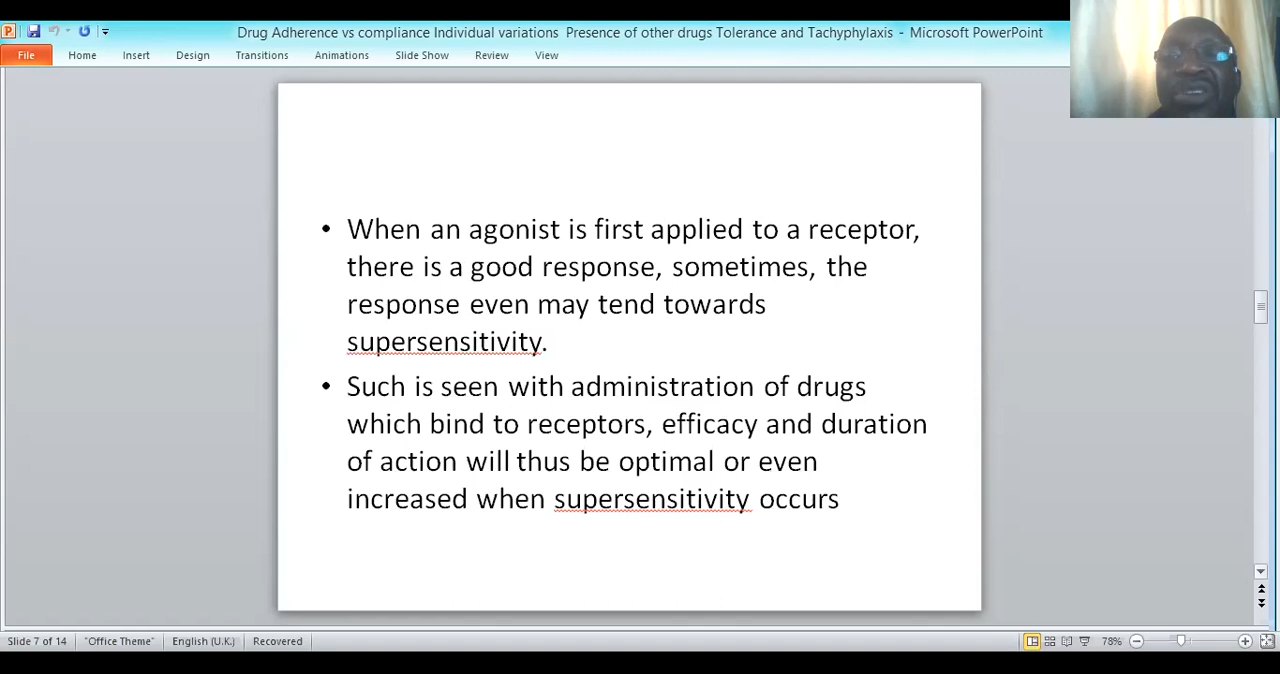 Drug Adherence vs compliance Individual variations Presence of other drugs Tolerance and Tachyphylaxis - Microsoft PowerPoint
File Home Insert Design Transitions Animations Slide Show Review View
• When an agonist is first applied to a receptor,
there is a good response, sometimes, the
response even may tend towards
supersensitivity.
• Such is seen with administration of drugs
which bind to receptors, efficacy and duration
of action will thus be optimal or even
increased when supersensitivity occurs
Slide 7 of 14 "Office Theme" English (U.K.) Recovered 78%